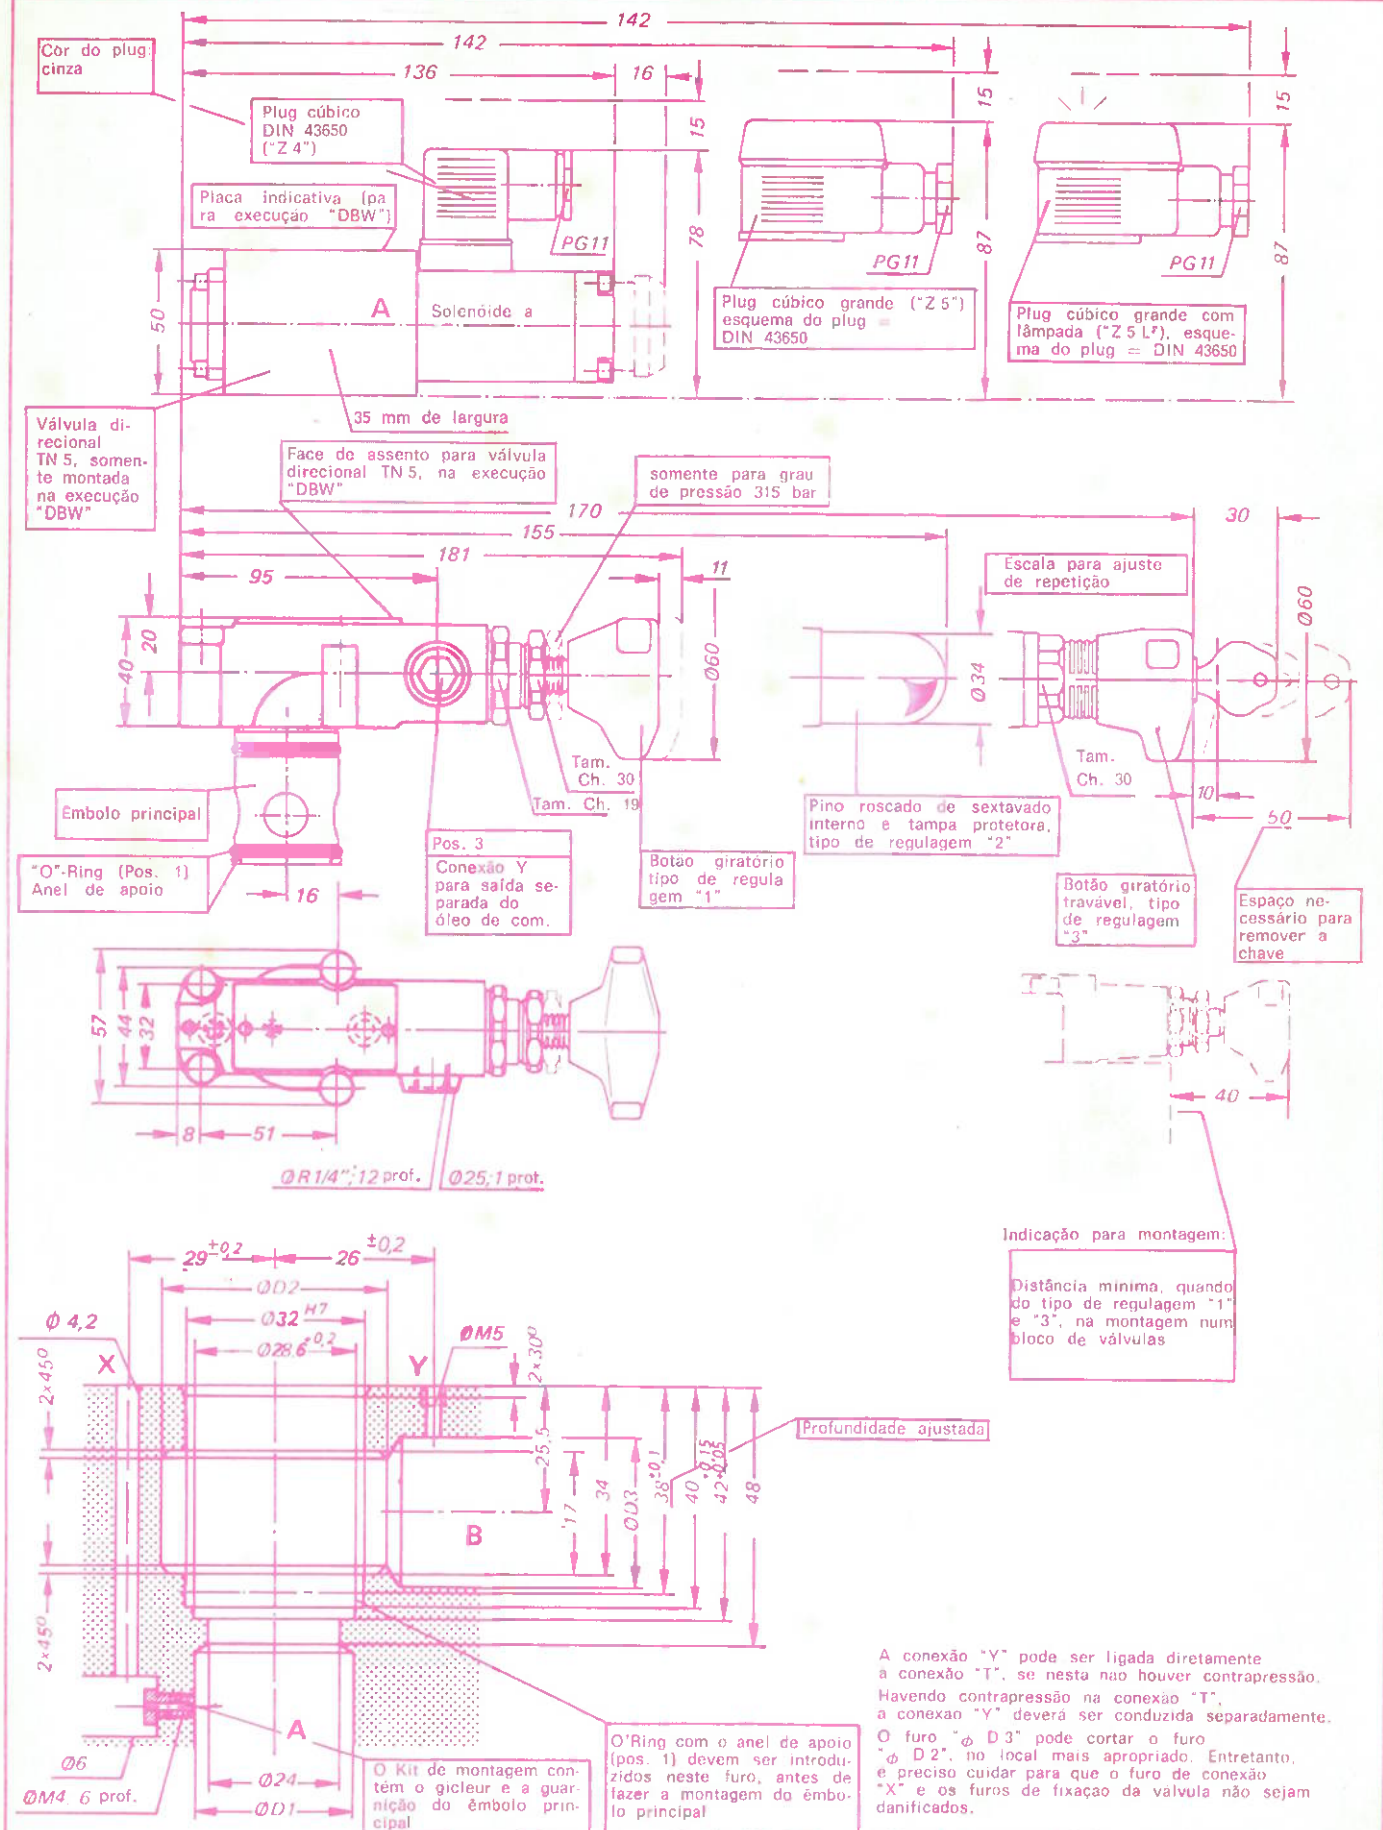 142
142
136
16
15
15
15
Côr do plug:
cinza
Plug cúbico
DIN 43650
("Z 4")
Placa indicativa (pa
ra execução "DBW")
PG11
78
PG11
87
PG11
87
50
A
Solenóide a
Plug cúbico grande ("Z 5")
esquema do plug =
DIN 43650
Plug cúbico grande com
lâmpada ("Z 5 L"), esque-
ma do plug = DIN 43650
35 mm de largura
Válvula di-
recional
TN 5, somen-
te montada
na execução
"DBW"
Face de assento para válvula
direcional TN 5, na execução
"DBW"
somente para grau
de pressão 315 bar
170
30
155
181
95
11
Escala para ajuste
de repetição
20
40
Ø60
Ø34
Ø60
Tam.
Ch. 30
Tam. Ch. 19
Tam.
Ch. 30
10
50
Êmbolo principal
"O"-Ring (Pos. 1)
Anel de apoio
16
Pos. 3
Conexão Y
para saída se-
parada do
óleo de com.
Botão giratório
tipo de regula
gem "1"
Pino roscado de sextavado
interno e tampa protetora,
tipo de regulagem "2"
Botão giratório
travável, tipo
de regulagem
"3"
Espaço ne-
cessário para
remover a
chave
57
44
32
8
51
ØR1/4"; 12 prof.
Ø25; 1 prof.
40
Indicação para montagem:
Distância mínima, quando
do tipo de regulagem "1"
e "3", na montagem num
bloco de válvulas
29±0,2
26 ±0,2
ØD2
Ø32 H7
Ø28,6+0,2
ϕ 4,2
X
Y
ØM5
2×30º
2×45º
2×45º
25,5
17
34
ØD3
38±0,1
40+0,15
42+0,05
48
Profundidade ajustada
B
A
Ø6
ØM4, 6 prof.
Ø24
ØD1
O Kit de montagem con-
têm o gicleur e a guar-
nição do êmbolo prin-
cipal
O'Ring com o anel de apoio
(pos. 1) devem ser introdu-
zidos neste furo, antes de
fazer a montagem do êmbo-
lo principal
A conexão "Y" pode ser ligada diretamente
a conexão "T", se nesta não houver contrapressão.
Havendo contrapressão na conexão "T",
a conexão "Y" deverá ser conduzida separadamente.
O furo "ϕ D 3" pode cortar o furo
"ϕ D 2", no local mais apropriado. Entretanto,
é preciso cuidar para que o furo de conexão
"X" e os furos de fixação da válvula não sejam
danificados.